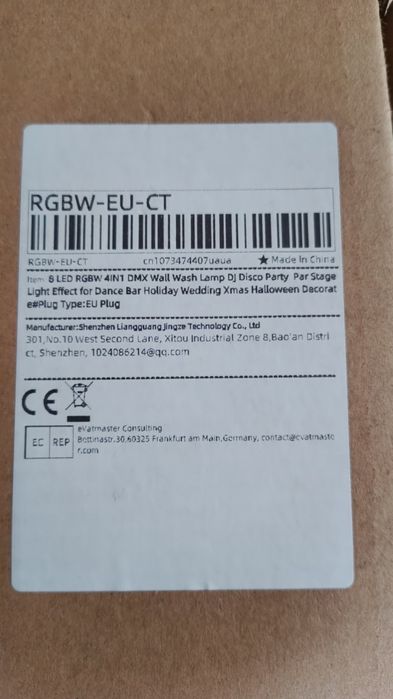 RGBW-EU-CT
RGBW-EU-CT cn1073474407uaua ★ Made In China
Item: 8 LED RGBW 4IN1 DMX Wall Wash Lamp DJ Disco Party Par Stage
Light Effect for Dance Bar Holiday Wedding Xmas Halloween Decorat
e#Plug Type:EU Plug
Manufacturer:Shenzhen Liangguang Jingze Technology Co., Ltd
301,No.10 West Second Lane, Xitou Industrial Zone 8,Bao'an Distri
ct, Shenzhen, 1024086214@qq.com
CE
EC REP
eVatmaster Consulting
Bettinastr.30,60325 Frankfurt am Main,Germany, contact@evatmaste
r.com